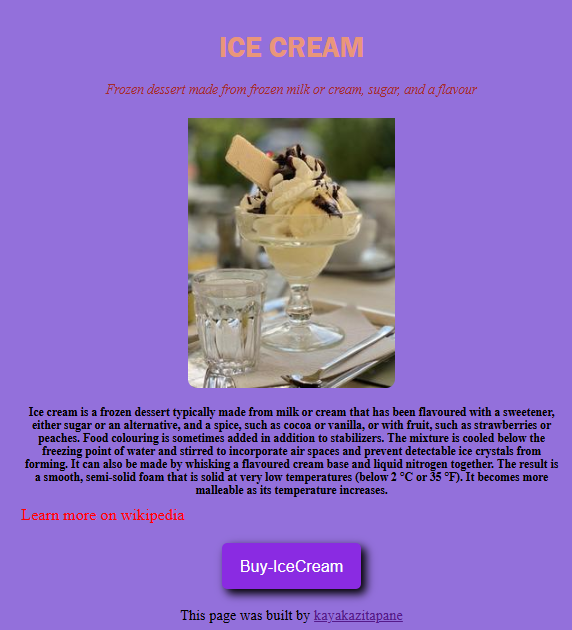 ICE CREAM
Frozen dessert made from frozen milk or cream, sugar, and a flavour
Ice cream is a frozen dessert typically made from milk or cream that has been flavoured with a sweetener,
either sugar or an alternative, and a spice, such as cocoa or vanilla, or with fruit, such as strawberries or
peaches. Food colouring is sometimes added in addition to stabilizers. The mixture is cooled below the
freezing point of water and stirred to incorporate air spaces and prevent detectable ice crystals from
forming. It can also be made by whisking a flavoured cream base and liquid nitrogen together. The result is
a smooth, semi-solid foam that is solid at very low temperatures (below 2 °C or 35 °F). It becomes more
malleable as its temperature increases.
Learn more on wikipedia
Buy-IceCream
This page was built by kayakazitapane